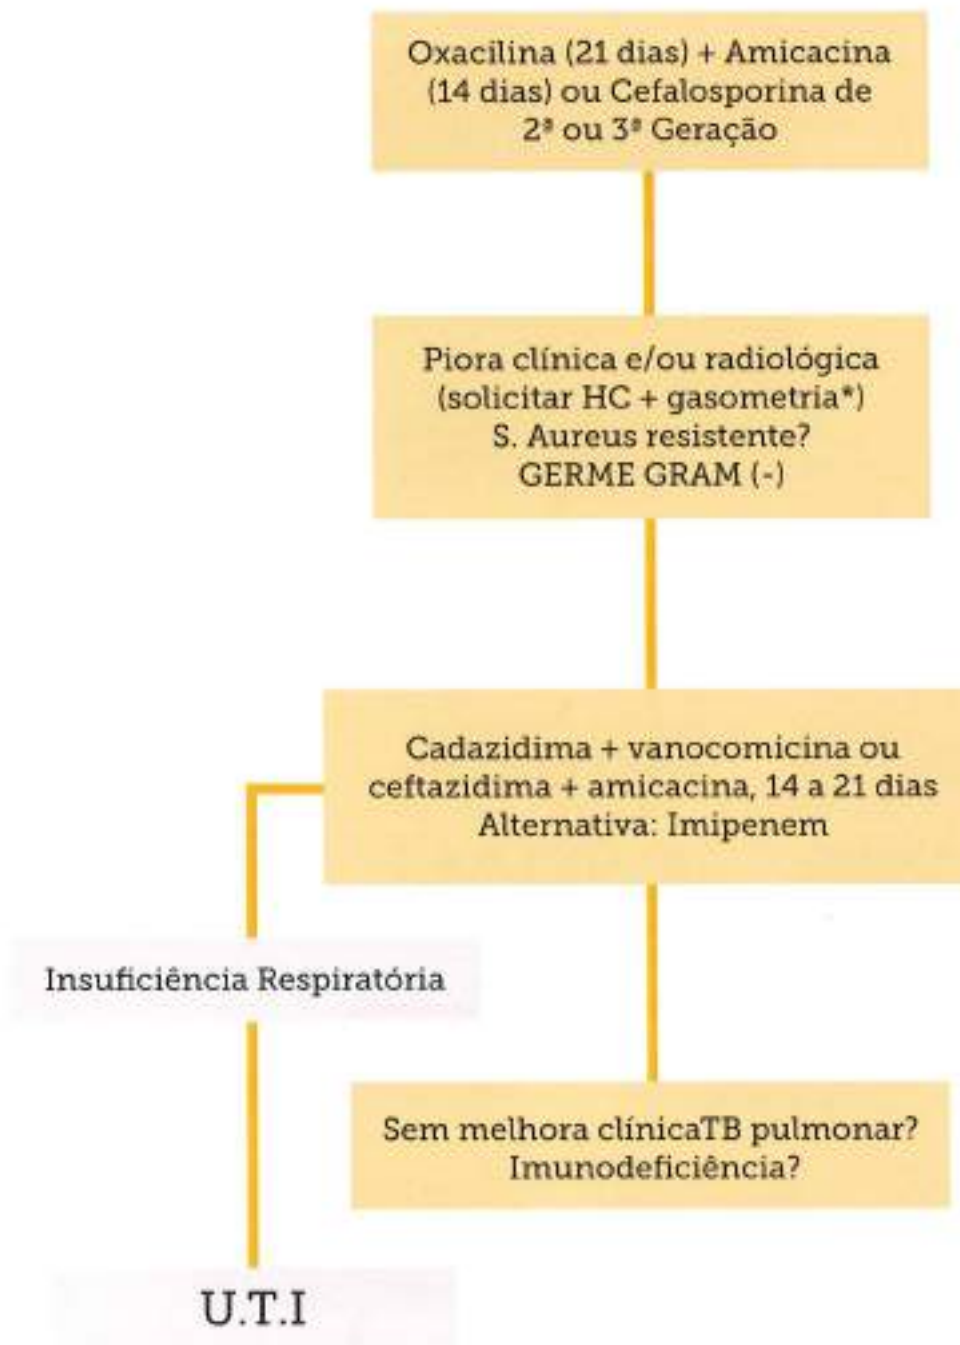 Oxacilina (21 dias) + Amicacina
(14 dias) ou Cefalosporina de
2ª ou 3ª Geração
Piora clínica e/ou radiológica
(solicitar HC + gasometria*)
S. Aureus resistente?
GERME GRAM (-)
Cadazidima + vanocomicina ou
ceftazidima + amicacina, 14 a 21 dias
Alternativa: Imipenem
Insuficiência Respiratória
Sem melhora clínicaTB pulmonar?
Imunodeficiência?
U.T.I